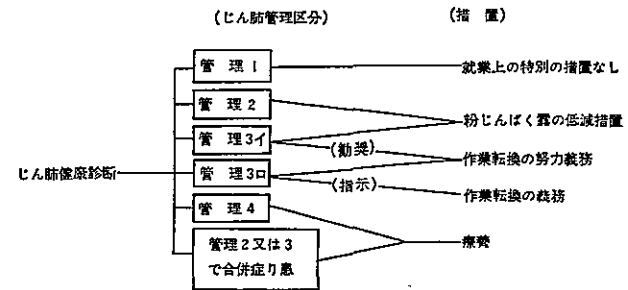 (じん肺管理区分) (措 置)
管 理 1 就業上の特別の措置なし
管 理 2
粉じんばく露の低減措置
管 理 3イ
(勧奨) 作業転換の努力義務
じん肺健康診断 管 理 3ロ
(指示) 作業転換の義務
管 理 4
療養
管理2又は3
で合併症り患